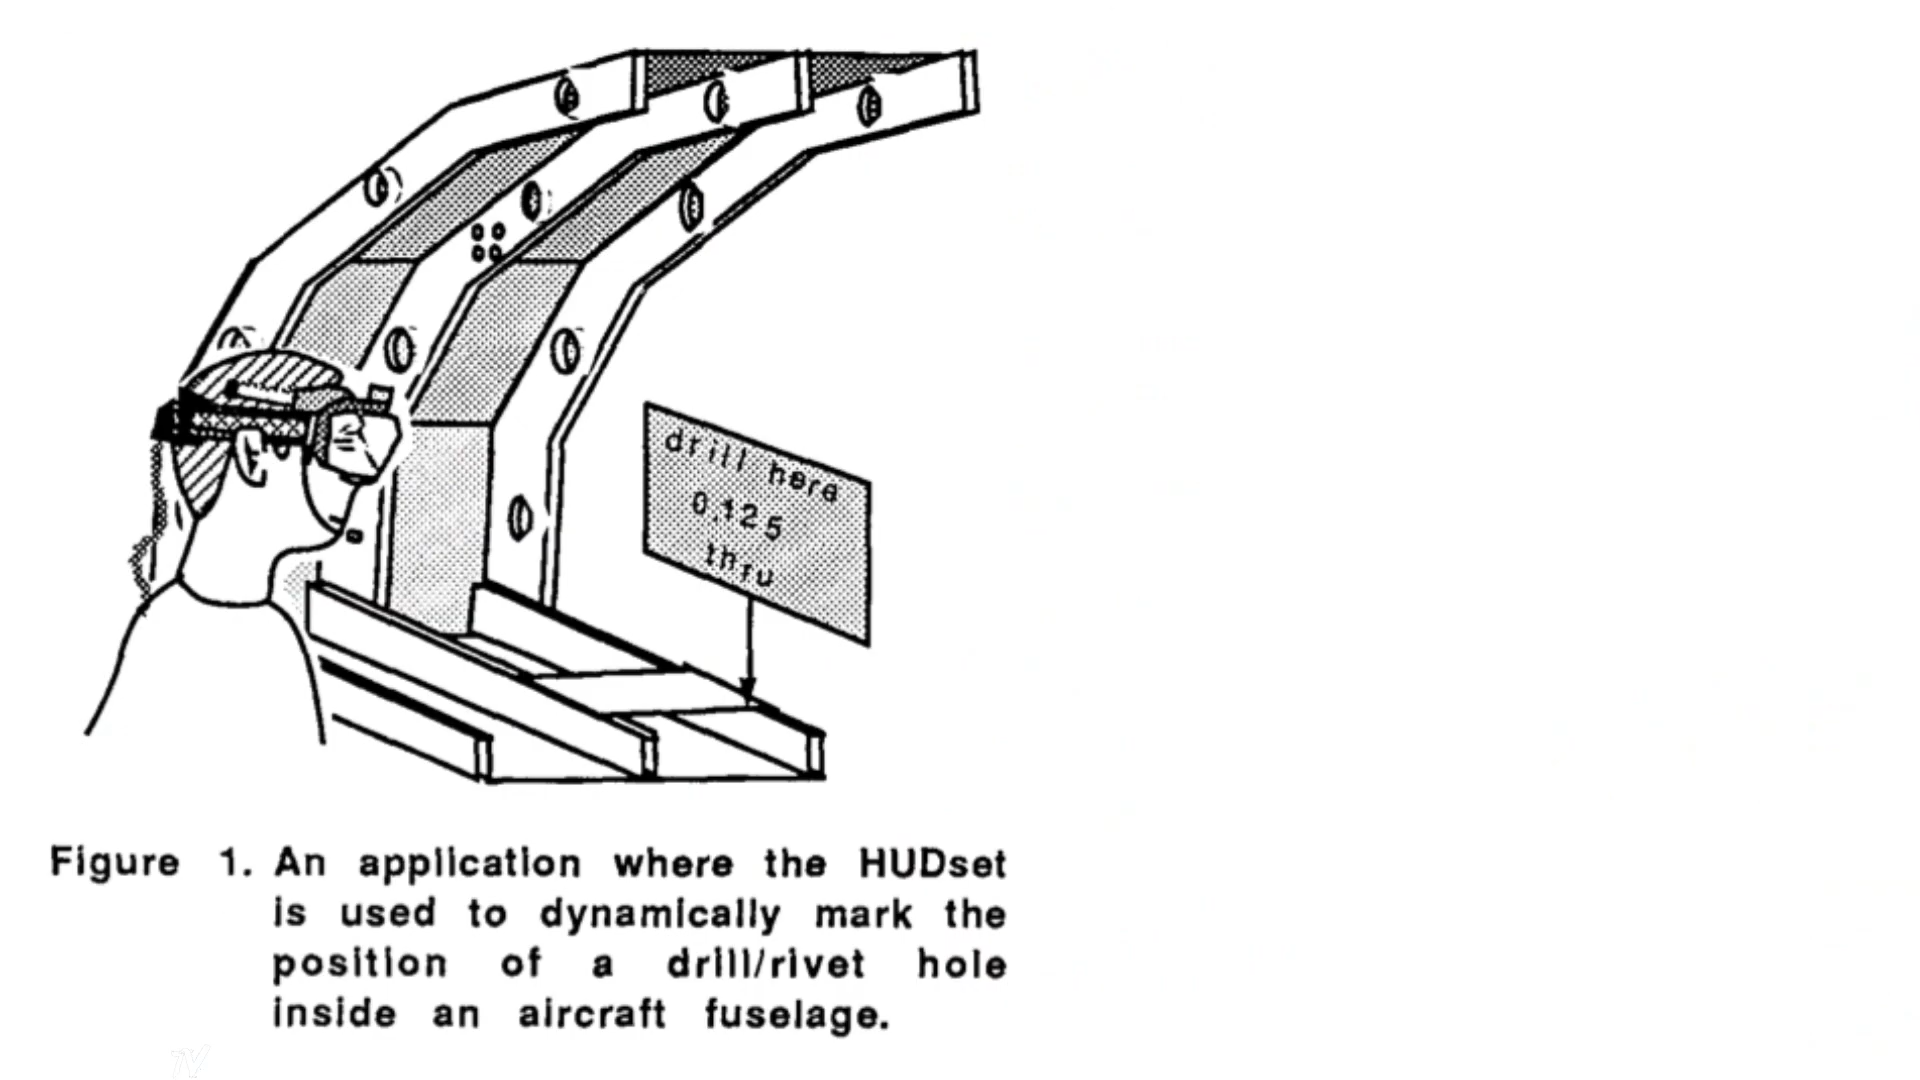 drill here
0.125
thru
Figure 1. An application where the HUDset
is used to dynamically mark the
position of a drill/rivet hole
inside an aircraft fuselage.